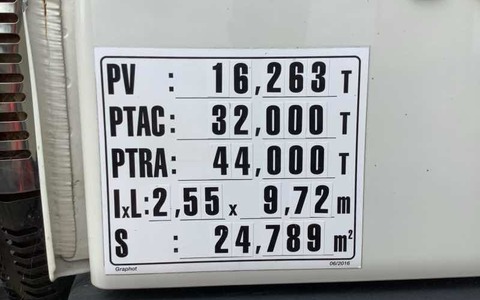 PV : 16,263 T
PTAC: 32,000 T
PTRA: 44,000 T
IxL: 2,55 x 9,72 m
S : 24,789 m²
Graphot 06/2016